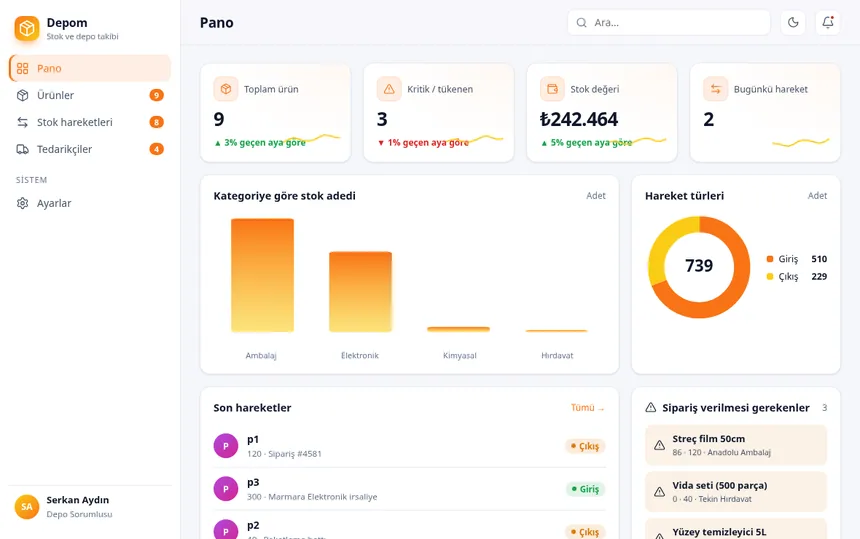 Depom
Stok ve depo takibi
Pano
Ürünler 9
Stok hareketleri 8
Tedarikçiler 4
SİSTEM
Ayarlar
SA
Serkan Aydın
Depo Sorumlusu
Pano
Ara...
Toplam ürün
9
▲ 3% geçen aya göre
Kritik / tükenen
3
▼ 1% geçen aya göre
Stok değeri
₺242.464
▲ 5% geçen aya göre
Bugünkü hareket
2
Kategoriye göre stok adedi Adet
Ambalaj Elektronik Kimyasal Hırdavat
Hareket türleri Adet
739
Giriş 510
Çıkış 229
Son hareketler Tümü →
P
p1
120 · Sipariş #4581
Çıkış
P
p3
300 · Marmara Elektronik irsaliye
Giriş
P
p2
Çıkış
Sipariş verilmesi gerekenler 3
Streç film 50cm
86 · 120 · Anadolu Ambalaj
Vida seti (500 parça)
0 · 40 · Tekin Hırdavat
Yüzey temizleyici 5L